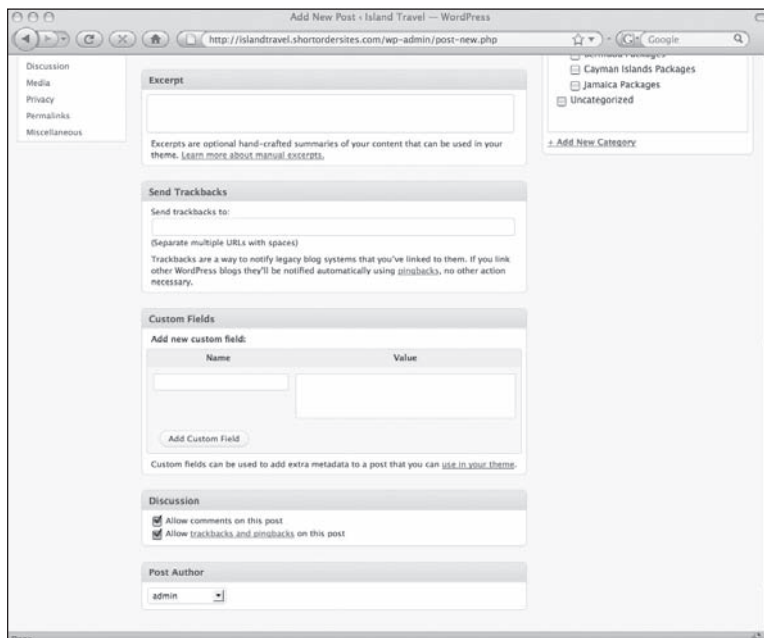 Add New Post ‹ Island Travel — WordPress
http://islandtravel.shortordersites.com/wp-admin/post-new.php
Google
Discussion
Media
Privacy
Permalinks
Miscellaneous
Excerpt
Excerpts are optional hand-crafted summaries of your content that can be used in your
theme. Learn more about manual excerpts.
Send Trackbacks
Send trackbacks to:
(Separate multiple URLs with spaces)
Trackbacks are a way to notify legacy blog systems that you've linked to them. If you link
other WordPress blogs they'll be notified automatically using pingbacks, no other action
necessary.
Custom Fields
Add new custom field:
Name Value
Add Custom Field
Custom fields can be used to add extra metadata to a post that you can use in your theme.
Discussion
Allow comments on this post
Allow trackbacks and pingbacks on this post
Post Author
admin
Packages
Cayman Islands Packages
Jamaica Packages
Uncategorized
+ Add New Category